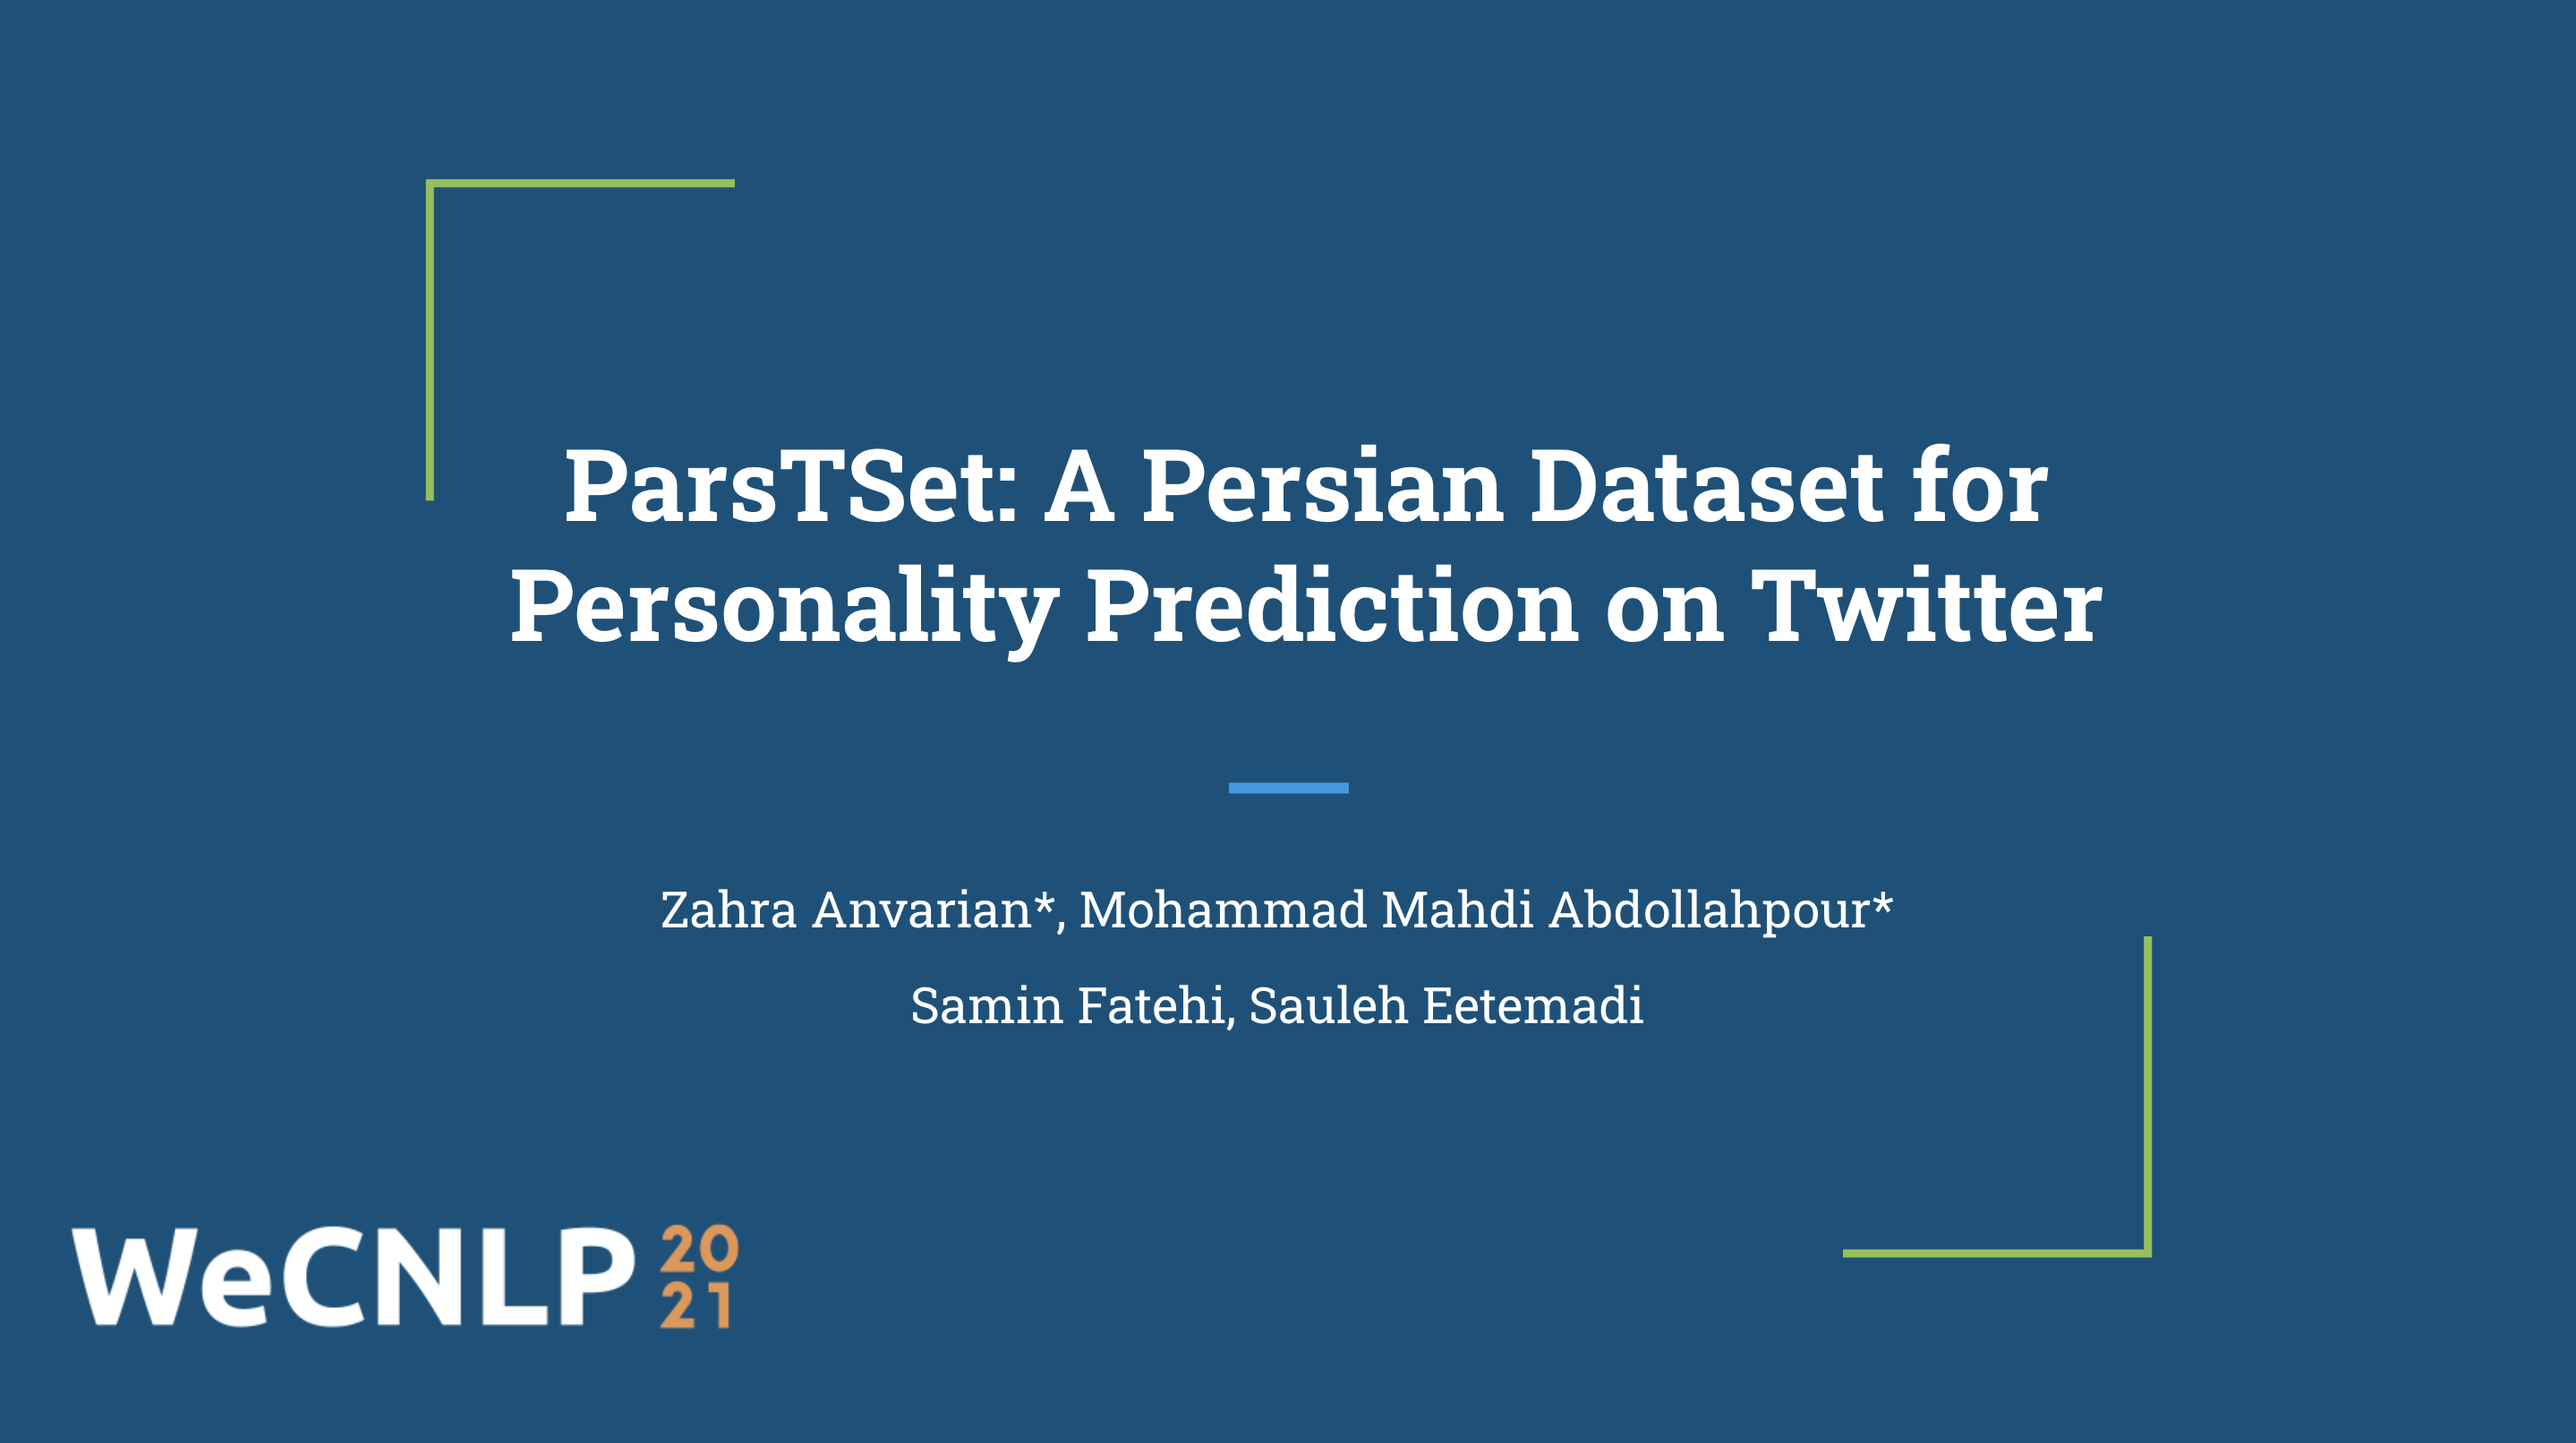 ParsTSet: A Persian Dataset for
Personality Prediction on Twitter
Zahra Anvarian*, Mohammad Mahdi Abdollahpour*
Samin Fatehi, Sauleh Eetemadi
WeCNLP 20
21